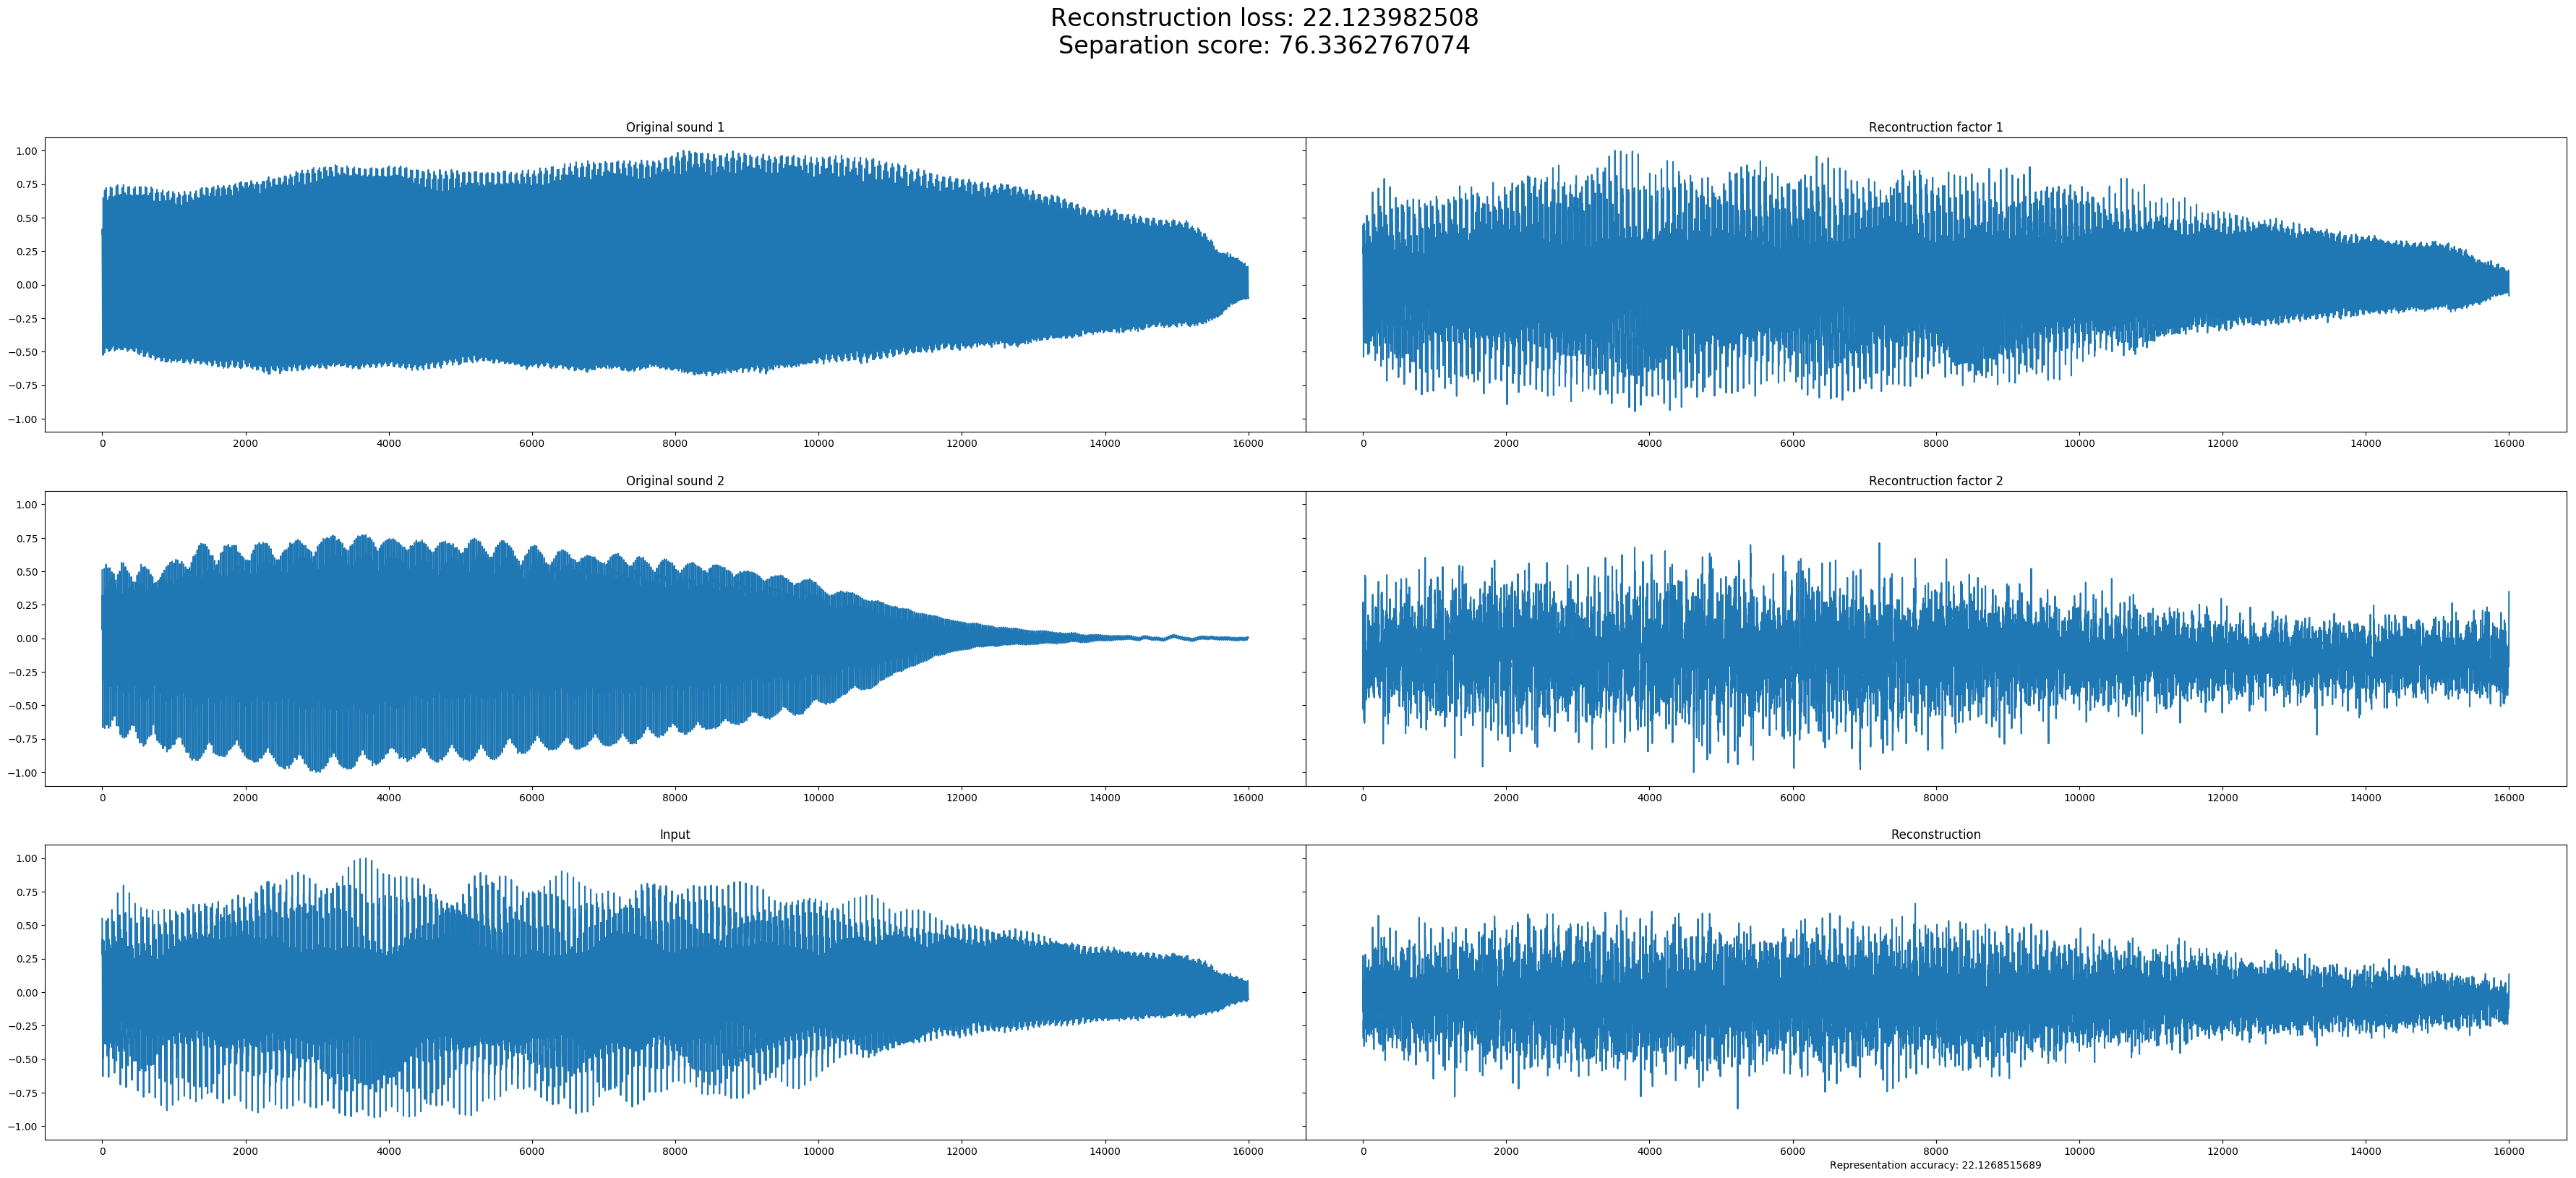 Reconstruction loss: 22.123982508
Separation score: 76.3362767074
Original sound 1
1.00
0.75
0.50
0.25
0.00
−0.25
−0.50
−0.75
−1.00
0 2000 4000 6000 8000 10000 12000 14000 16000
Recontruction factor 1
0 2000 4000 6000 8000 10000 12000 14000 16000
Original sound 2
1.00
0.75
0.50
0.25
0.00
−0.25
−0.50
−0.75
−1.00
0 2000 4000 6000 8000 10000 12000 14000 16000
Reconstruction factor 2
0 2000 4000 6000 8000 10000 12000 14000 16000
Input
1.00
0.75
0.50
0.25
0.00
−0.25
−0.50
−0.75
−1.00
0 2000 4000 6000 8000 10000 12000 14000 16000
Reconstruction
0 2000 4000 6000 8000 10000 12000 14000 16000
Representation accuracy: 22.1268515689